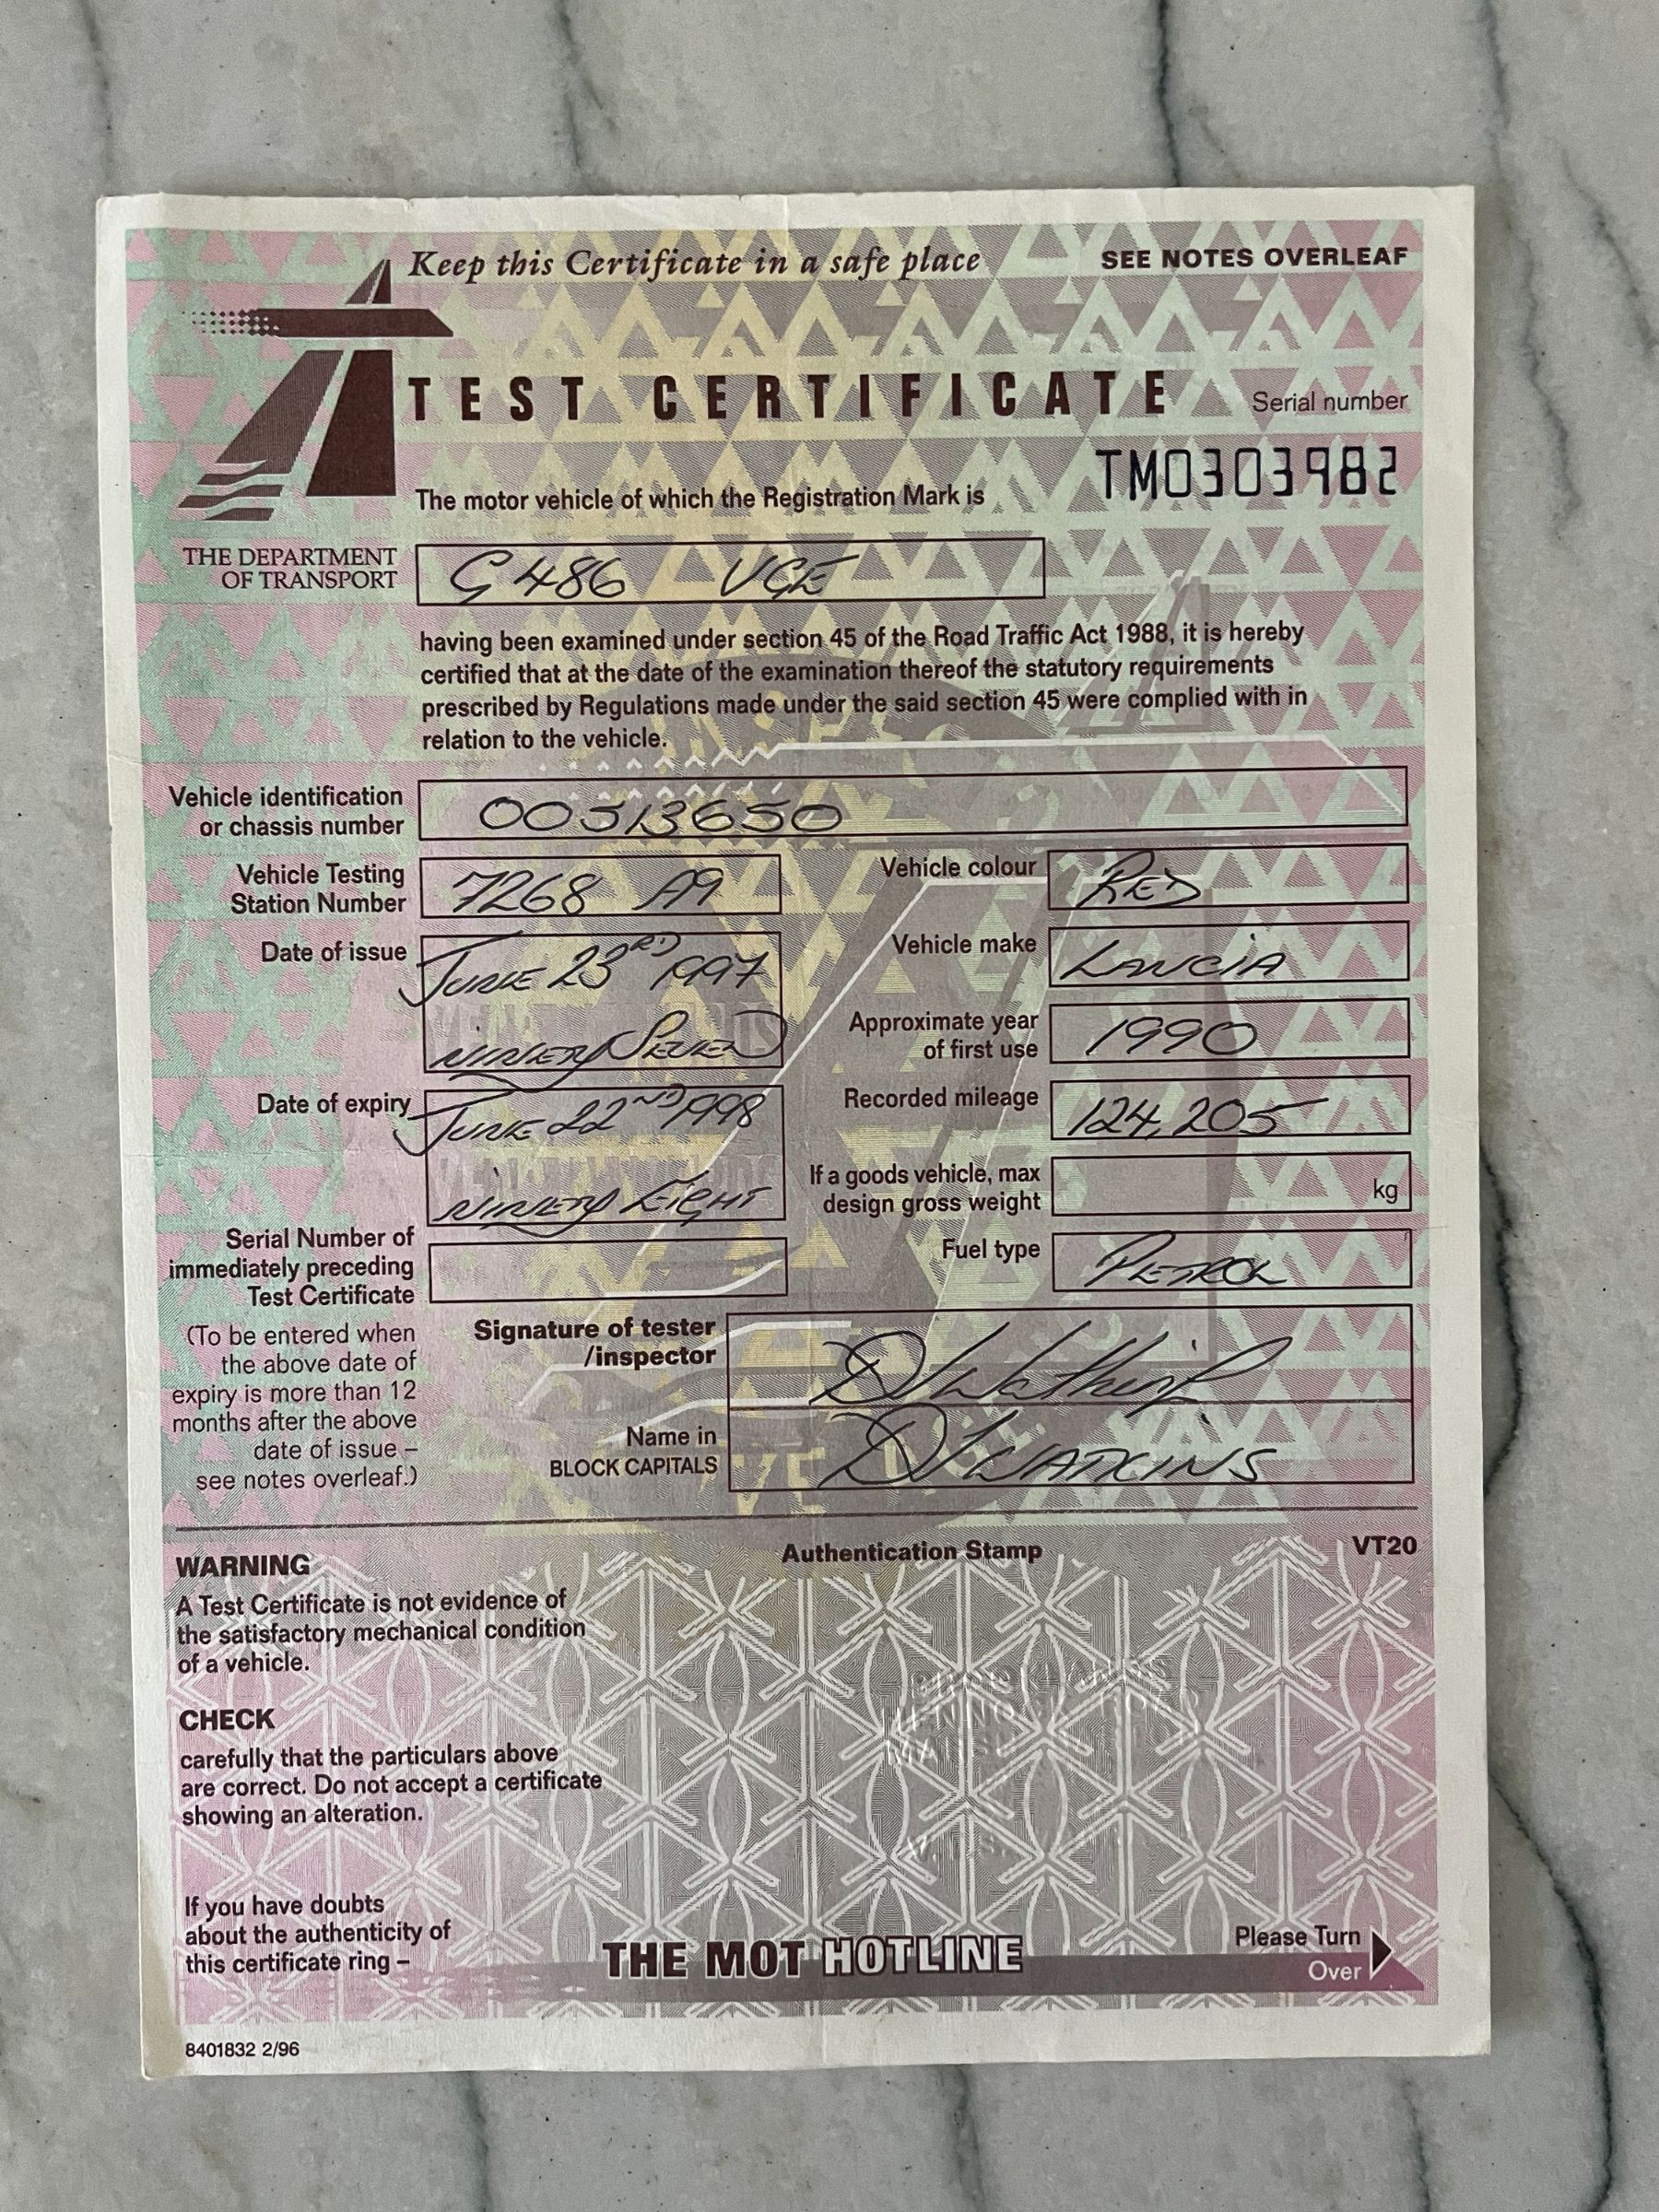 Keep this Certificate in a safe place
SEE NOTES OVERLEAF
TEST CERTIFICATE
Serial number
TM0303982
The motor vehicle of which the Registration Mark is
THE DEPARTMENT
OF TRANSPORT
G486 VGE
having been examined under section 45 of the Road Traffic Act 1988, it is hereby
certified that at the date of the examination thereof the statutory requirements
prescribed by Regulations made under the said section 45 were complied with in
relation to the vehicle.
Vehicle identification
or chassis number
00513650
Vehicle Testing
Station Number
7268 A9
Vehicle colour
RED
Date of issue
JUNE 23RD 1997
NINETY SEVEN
Vehicle make
LANCIA
Approximate year
of first use
1990
Date of expiry
JUNE 22ND 1998
NINETY EIGHT
Recorded mileage
124,205
If a goods vehicle, max
design gross weight
kg
Serial Number of
immediately preceding
Test Certificate
Fuel type
PETROL
(To be entered when
the above date of
expiry is more than 12
months after the above
date of issue –
see notes overleaf.)
Signature of tester
/inspector
D Watkins
Name in
BLOCK CAPITALS
D WATKINS
WARNING
A Test Certificate is not evidence of
the satisfactory mechanical condition
of a vehicle.
Authentication Stamp
VT20
CHECK
carefully that the particulars above
are correct. Do not accept a certificate
showing an alteration.
If you have doubts
about the authenticity of
this certificate ring –
THE MOT HOTLINE
Please Turn
Over
8401832 2/96